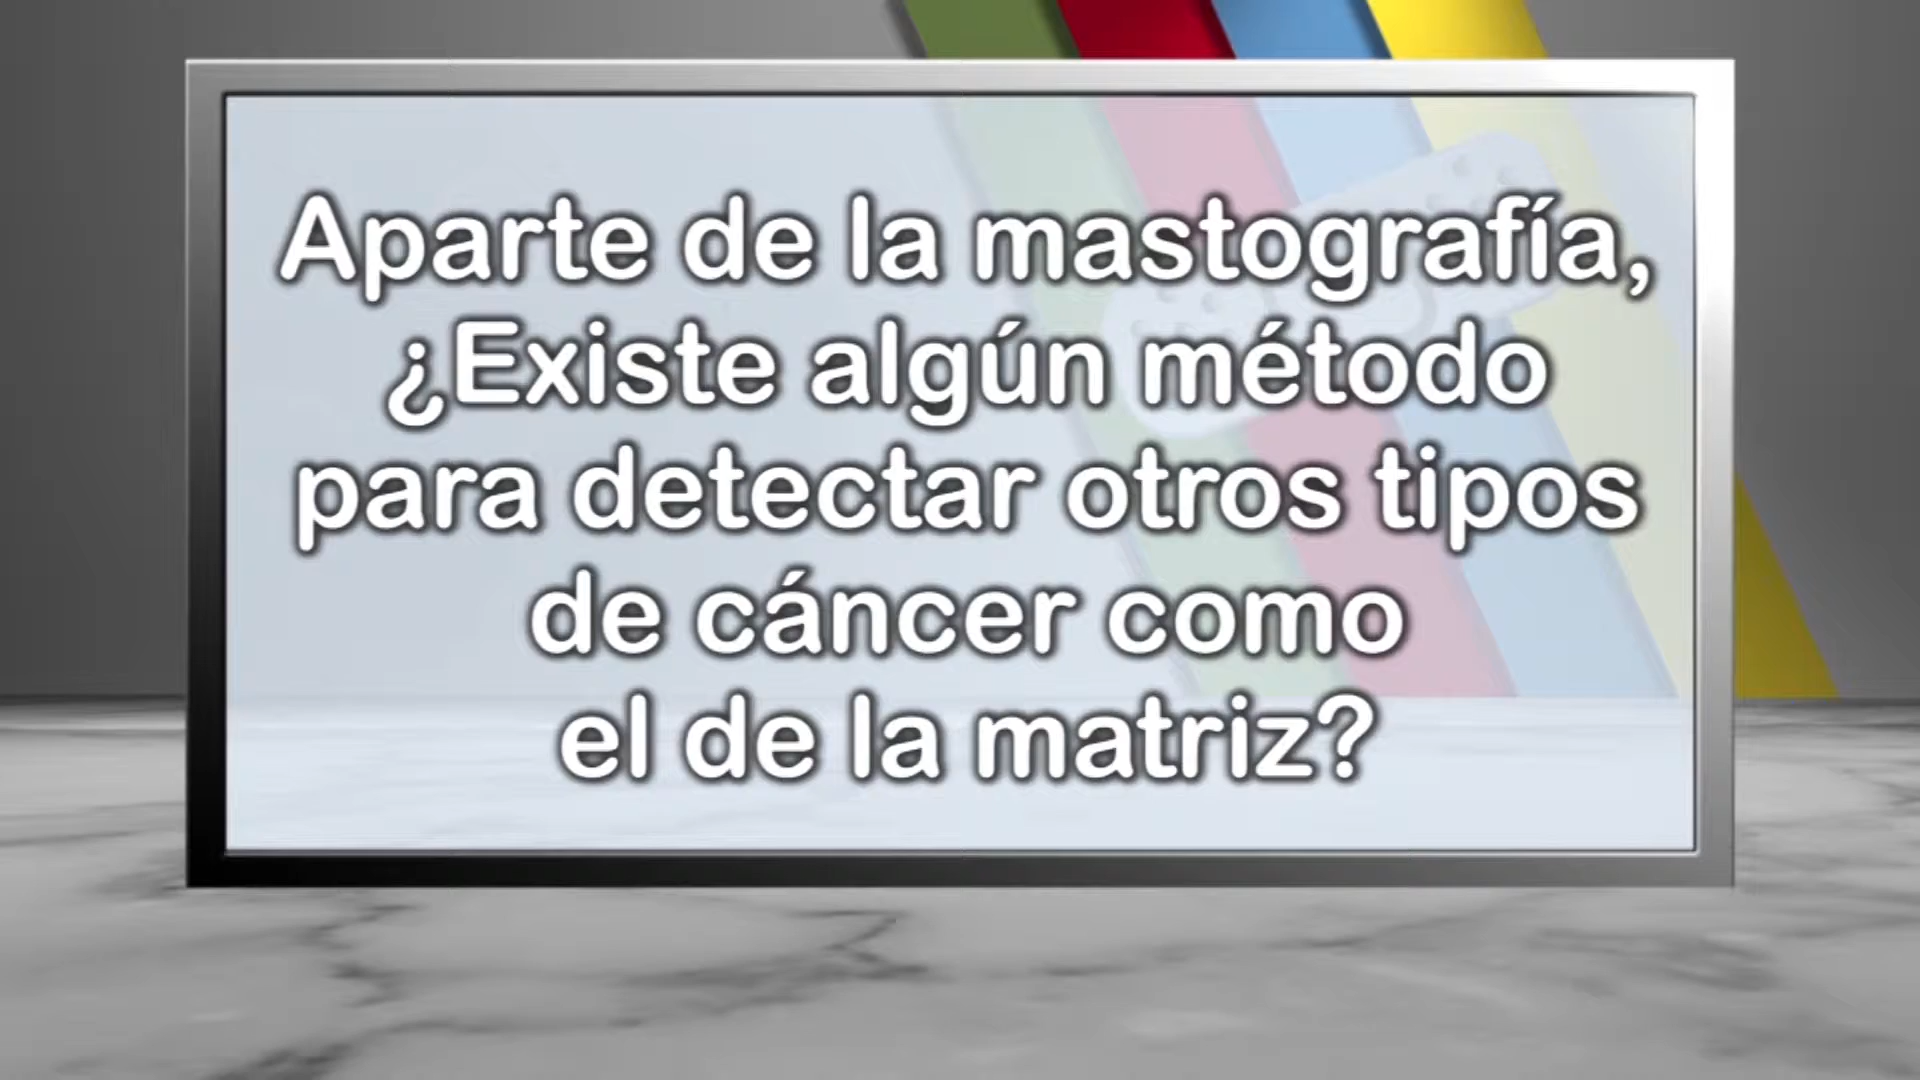 Aparte de la mastografía,
¿Existe algún método
para detectar otros tipos
de cáncer como
el de la matriz?